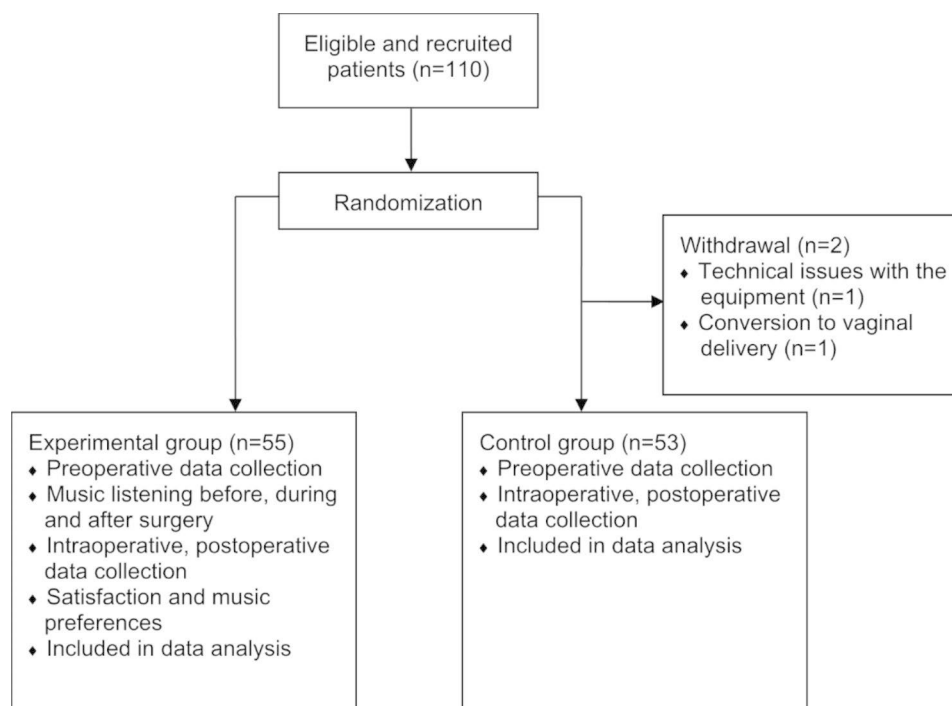 Eligible and recruited
patients (n=110)
Randomization
Withdrawal (n=2)
♦ Technical issues with the
equipment (n=1)
♦ Conversion to vaginal
delivery (n=1)
Experimental group (n=55)
♦ Preoperative data collection
♦ Music listening before, during
and after surgery
♦ Intraoperative, postoperative
data collection
♦ Satisfaction and music
preferences
♦ Included in data analysis
Control group (n=53)
♦ Preoperative data collection
♦ Intraoperative, postoperative
data collection
♦ Included in data analysis